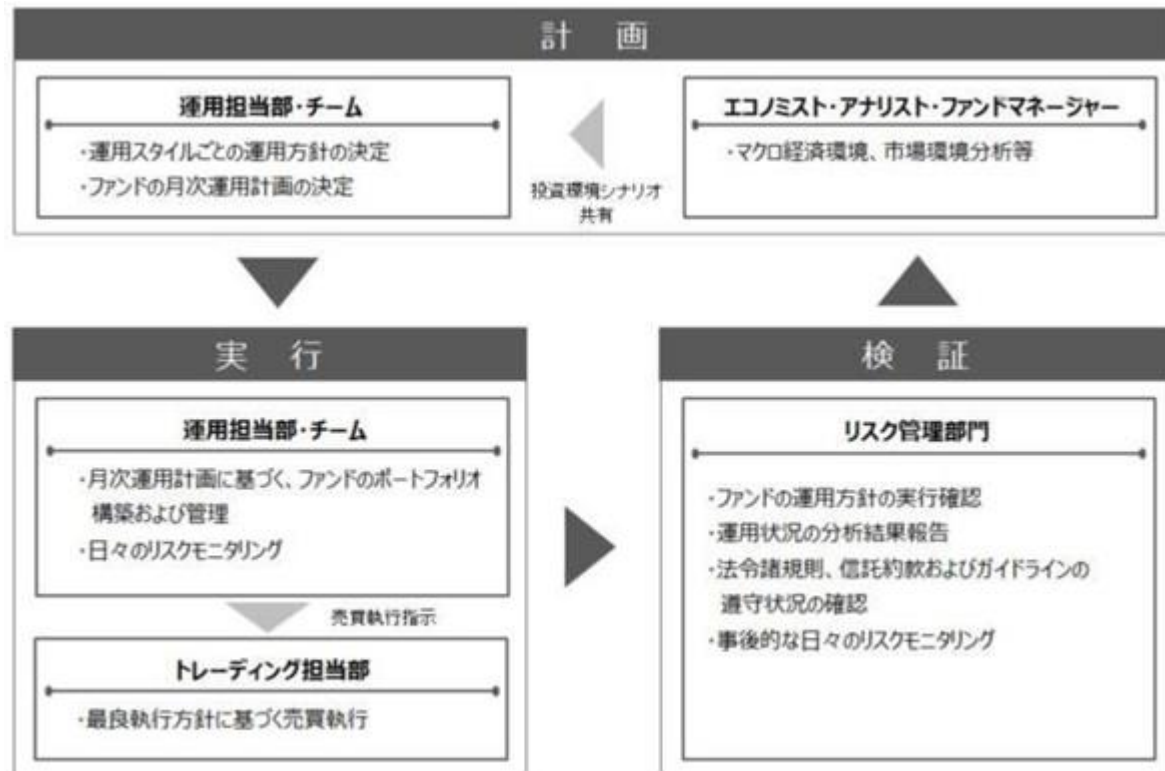 計 画
運用担当部・チーム
・運用スタイルごとの運用方針の決定
・ファンドの月次運用計画の決定
投資環境シナリオ
共有
エコノミスト・アナリスト・ファンドマネージャー
・マクロ経済環境、市場環境分析等
実 行
運用担当部・チーム
・月次運用計画に基づく、ファンドのポートフォリオ
構築および管理
・日々のリスクモニタリング
売買執行指示
トレーディング担当部
・最良執行方針に基づく売買執行
検 証
リスク管理部門
・ファンドの運用方針の実行確認
・運用状況の分析結果報告
・法令諸規則、信託約款およびガイドラインの
遵守状況の確認
・事後的な日々のリスクモニタリング